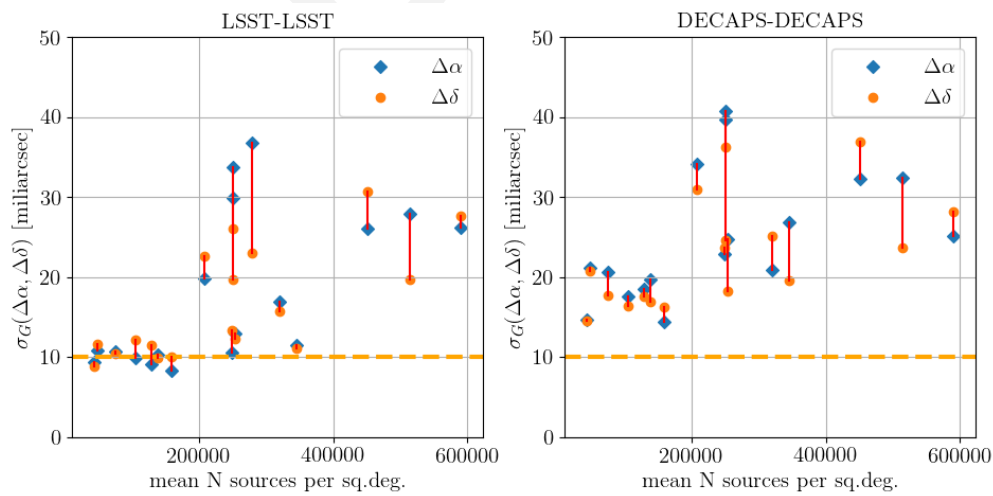 LSST-LSST
50
40
30
20
10
0
200000 400000 600000
mean N sources per sq.deg.
σ_G(Δα, Δδ) [miliarcsec]
Δα
Δδ
DECAPS-DECAPS
50
40
30
20
10
0
200000 400000 600000
mean N sources per sq.deg.
σ_G(Δα, Δδ) [miliarcsec]
Δα
Δδ